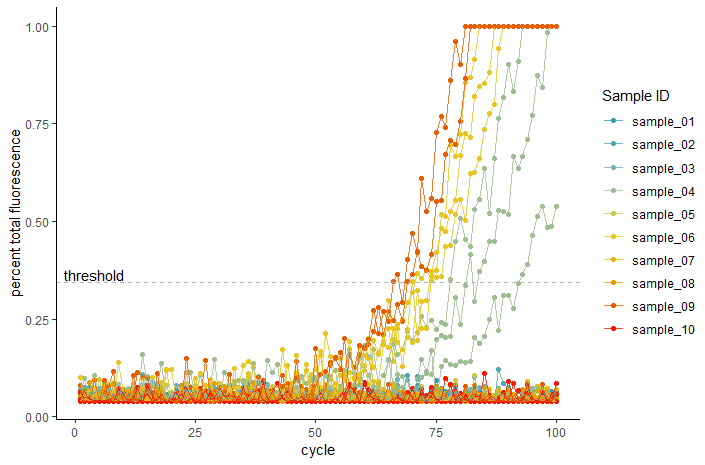 percent total fluorescence
1.00
0.75
0.50
0.25
0.00
threshold
0
25
50
75
100
cycle
Sample ID
sample_01
sample_02
sample_03
sample_04
sample_05
sample_06
sample_07
sample_08
sample_09
sample_10